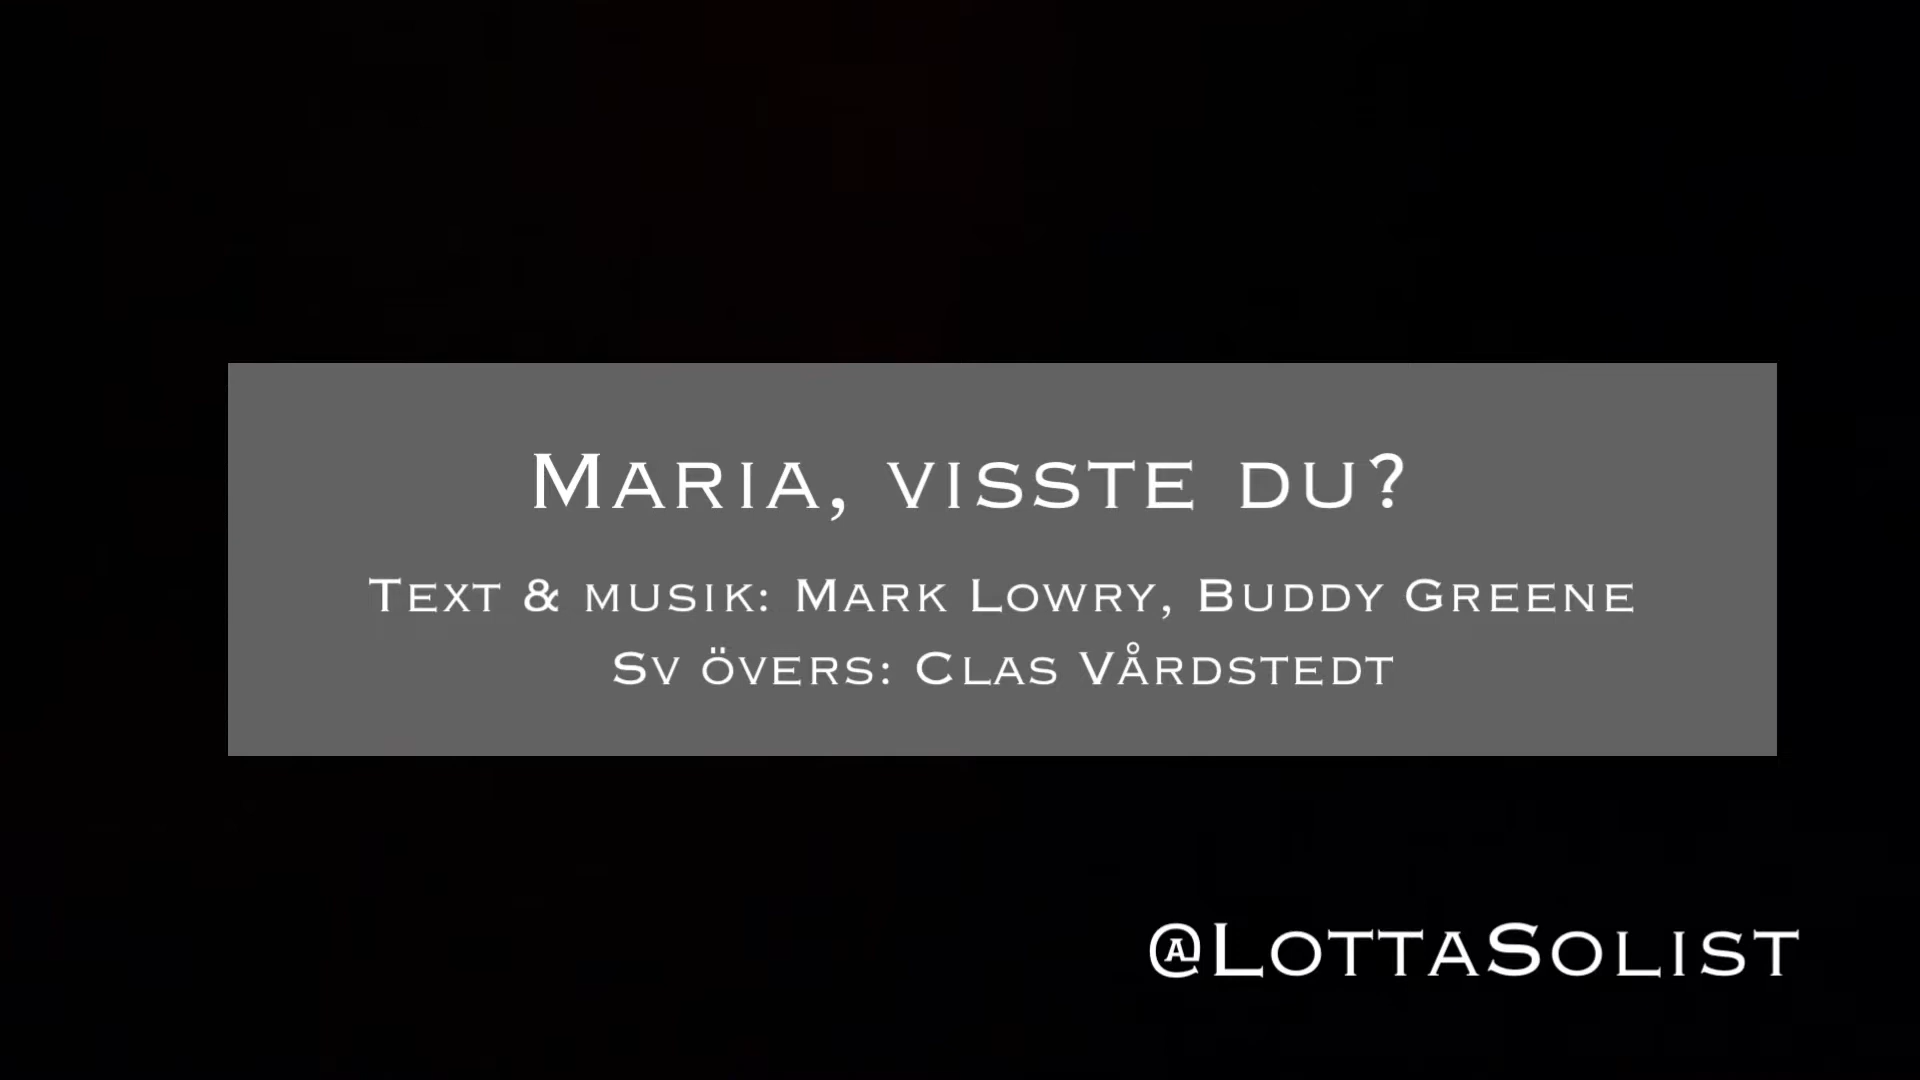 Maria, visste du?
Text & musik: Mark Lowry, Buddy Greene
Sv övers: Clas Vårdstedt
@LottaSolist